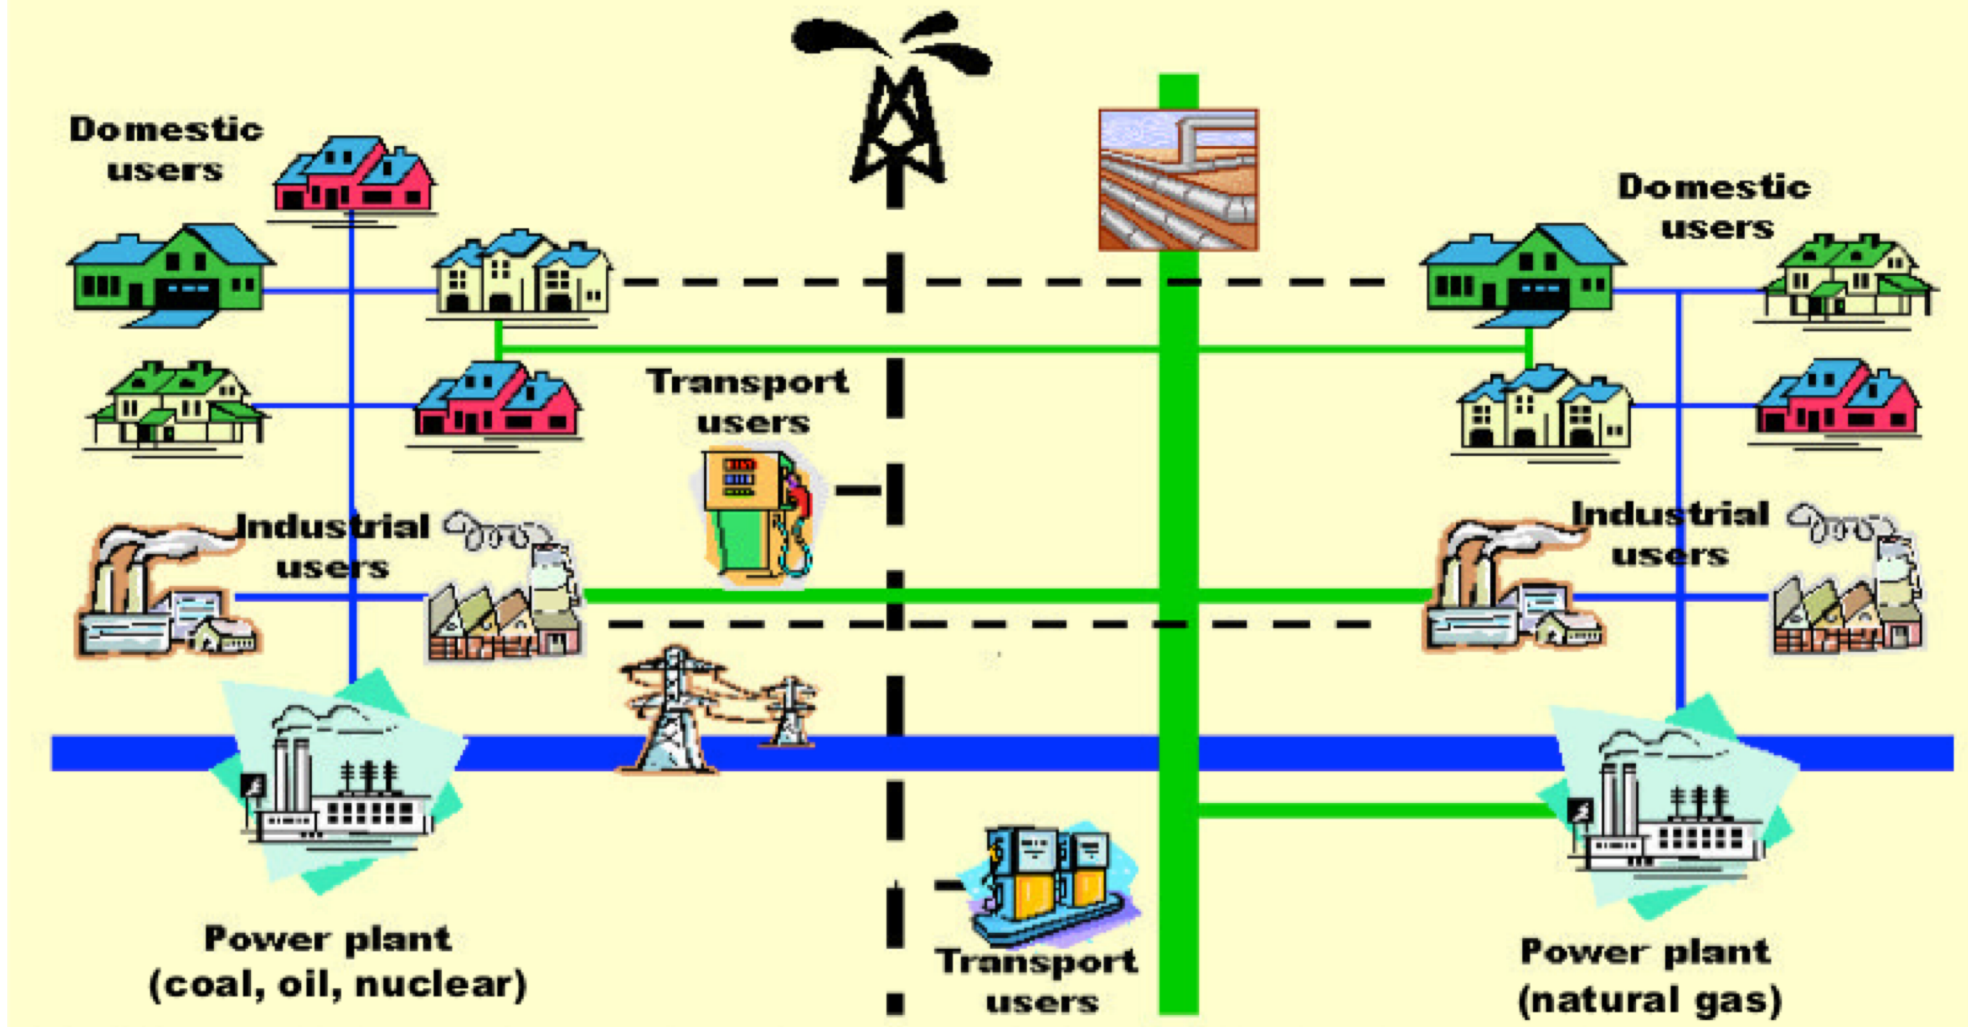 Domestic
users
Domestic
users
Transport
users
Industrial
users
Industrial
users
Power plant
(coal, oil, nuclear)
Transport
users
Power plant
(natural gas)